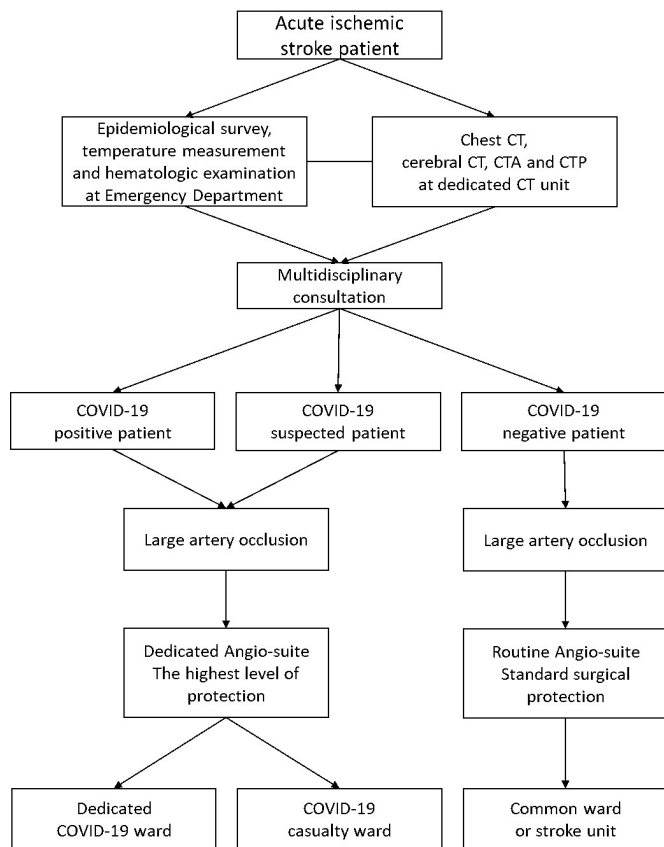 Acute ischemic
stroke patient
Epidemiological survey,
temperature measurement
and hematologic examination
at Emergency Department
Chest CT,
cerebral CT, CTA and CTP
at dedicated CT unit
Multidisciplinary
consultation
COVID-19
positive patient
COVID-19
suspected patient
COVID-19
negative patient
Large artery occlusion
Large artery occlusion
Dedicated Angio-suite
The highest level of
protection
Routine Angio-suite
Standard surgical
protection
Dedicated
COVID-19 ward
COVID-19
casualty ward
Common ward
or stroke unit